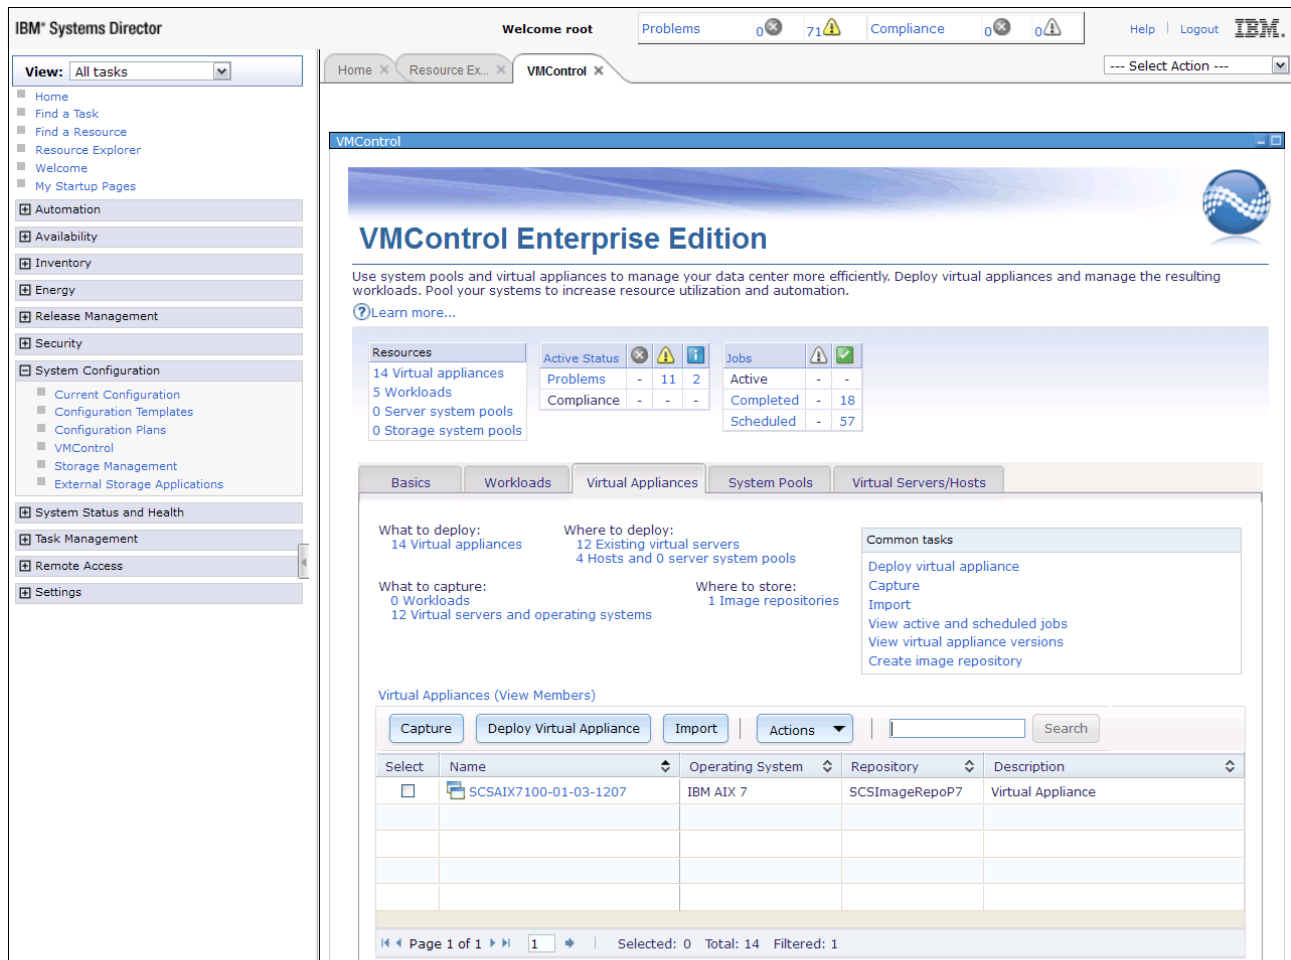 IBM® Systems Director
Welcome root
Problems 0 71 Compliance 0 0
Help | Logout IBM.
View: All tasks
Home Resource Ex... VMControl
--- Select Action ---
Home
Find a Task
Find a Resource
Resource Explorer
Welcome
My Startup Pages
Automation
Availability
Inventory
Energy
Release Management
Security
System Configuration
Current Configuration
Configuration Templates
Configuration Plans
VMControl
Storage Management
External Storage Applications
System Status and Health
Task Management
Remote Access
Settings
VMControl
VMControl Enterprise Edition
Use system pools and virtual appliances to manage your data center more efficiently. Deploy virtual appliances and manage the resulting
workloads. Pool your systems to increase resource utilization and automation.
Learn more...
Resources
14 Virtual appliances
5 Workloads
0 Server system pools
0 Storage system pools
Active Status
Problems - 11 2
Compliance - - -
Jobs
Active - -
Completed - 18
Scheduled - 57
Basics Workloads Virtual Appliances System Pools Virtual Servers/Hosts
What to deploy:
14 Virtual appliances
Where to deploy:
12 Existing virtual servers
4 Hosts and 0 server system pools
What to capture:
0 Workloads
12 Virtual servers and operating systems
Where to store:
1 Image repositories
Common tasks
Deploy virtual appliance
Capture
Import
View active and scheduled jobs
View virtual appliance versions
Create image repository
Virtual Appliances (View Members)
Capture Deploy Virtual Appliance Import | Actions | Search
Select Name Operating System Repository Description
SCSAIX7100-01-03-1207 IBM AIX 7 SCSImageRepoP7 Virtual Appliance
Page 1 of 1 1 | Selected: 0 Total: 14 Filtered: 1